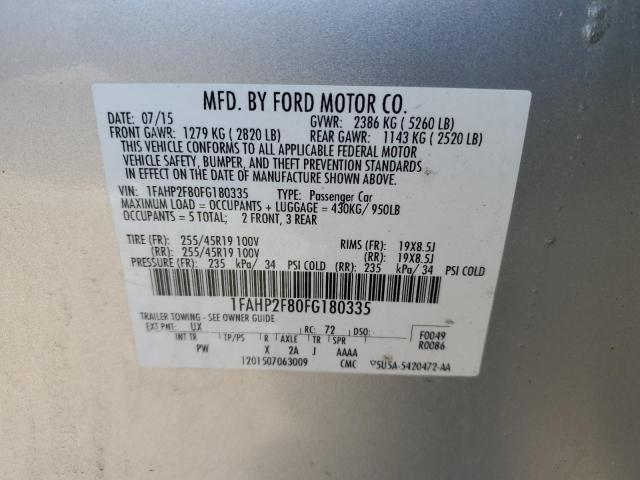 MFD. BY FORD MOTOR CO.
DATE: 07/15 GVWR: 2386 KG ( 5260 LB)
FRONT GAWR: 1279 KG ( 2820 LB) REAR GAWR: 1143 KG ( 2520 LB)
THIS VEHICLE CONFORMS TO ALL APPLICABLE FEDERAL MOTOR
VEHICLE SAFETY, BUMPER, AND THEFT PREVENTION STANDARDS
IN EFFECT ON THE DATE OF MANUFACTURE SHOWN ABOVE.
VIN: 1FAHP2F80FG180335 TYPE: Passenger Car
MAXIMUM LOAD = OCCUPANTS + LUGGAGE = 430KG/ 950LB
OCCUPANTS = 5 TOTAL; 2 FRONT, 3 REAR
TIRE (FR): 255/45R19 100V RIMS (FR): 19X8.5J
(RR): 255/45R19 100V (RR): 19X8.5J
PRESSURE (FR): 235 kPa/ 34 PSI COLD (RR): 235 kPa/ 34 PSI COLD
1FAHP2F80FG180335
TRAILER TOWING - SEE OWNER GUIDE
EXT PNT: UX RC: 72 DSO: F0049
INT TR TP/PS R AXLE TR SPR R0086
PW X 2A J AAAA
1201507063009 CMC 5U5A-5420472-AA